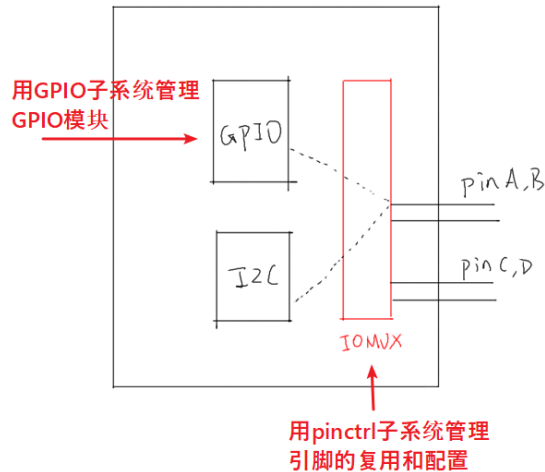 用GPIO子系统管理
GPIO模块
GPIO
pinA,B
I2C
pinC,D
IOMUX
用pinctrl子系统管理
引脚的复用和配置